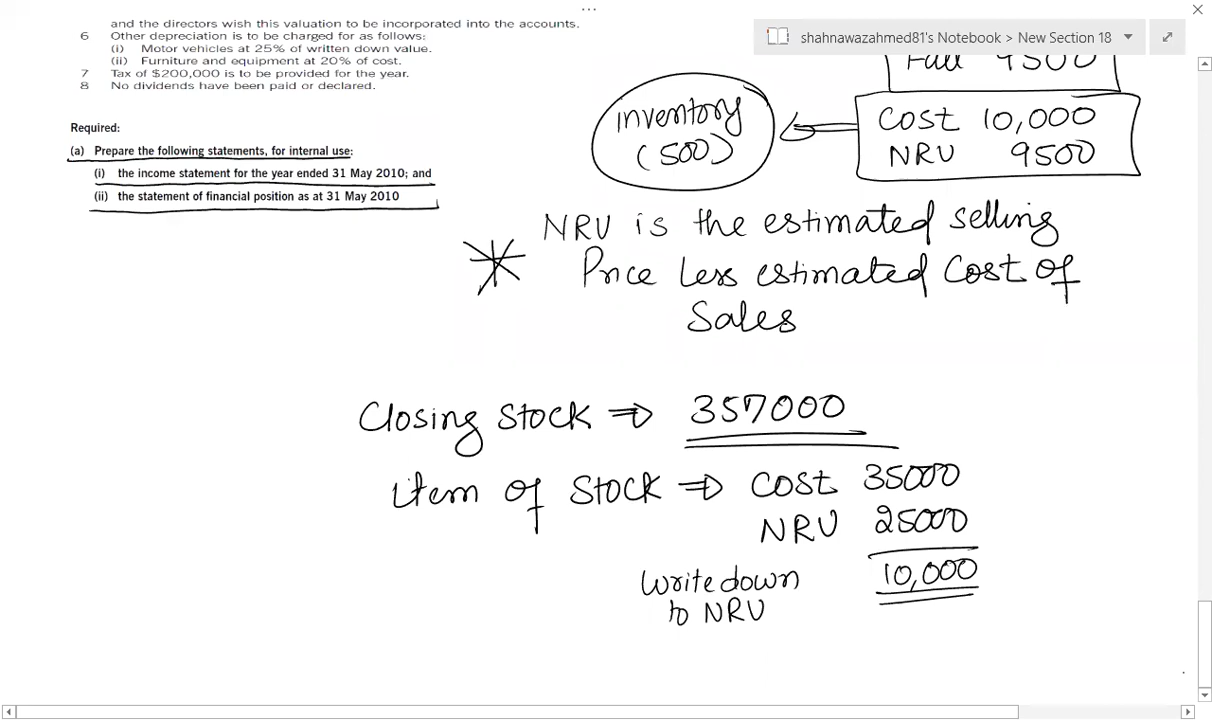 and the directors wish this valuation to be incorporated into the accounts.
6 Other depreciation is to be charged for as follows:
(i) Motor vehicles at 25% of written down value.
(ii) Furniture and equipment at 20% of cost.
7 Tax of $200,000 is to be provided for the year.
8 No dividends have been paid or declared.
Required:
(a) Prepare the following statements, for internal use:
(i) the income statement for the year ended 31 May 2010; and
(ii) the statement of financial position as at 31 May 2010
shahnawazahmed81's Notebook > New Section 18
Fall 9500
inventory
(500)
Cost 10,000
NRV 9500
NRV is the estimated selling
Price Less estimated Cost of
Sales
Closing Stock ⇒ 357000
item of Stock ⇒ Cost 35000
NRV 25000
Write down 10,000
to NRV